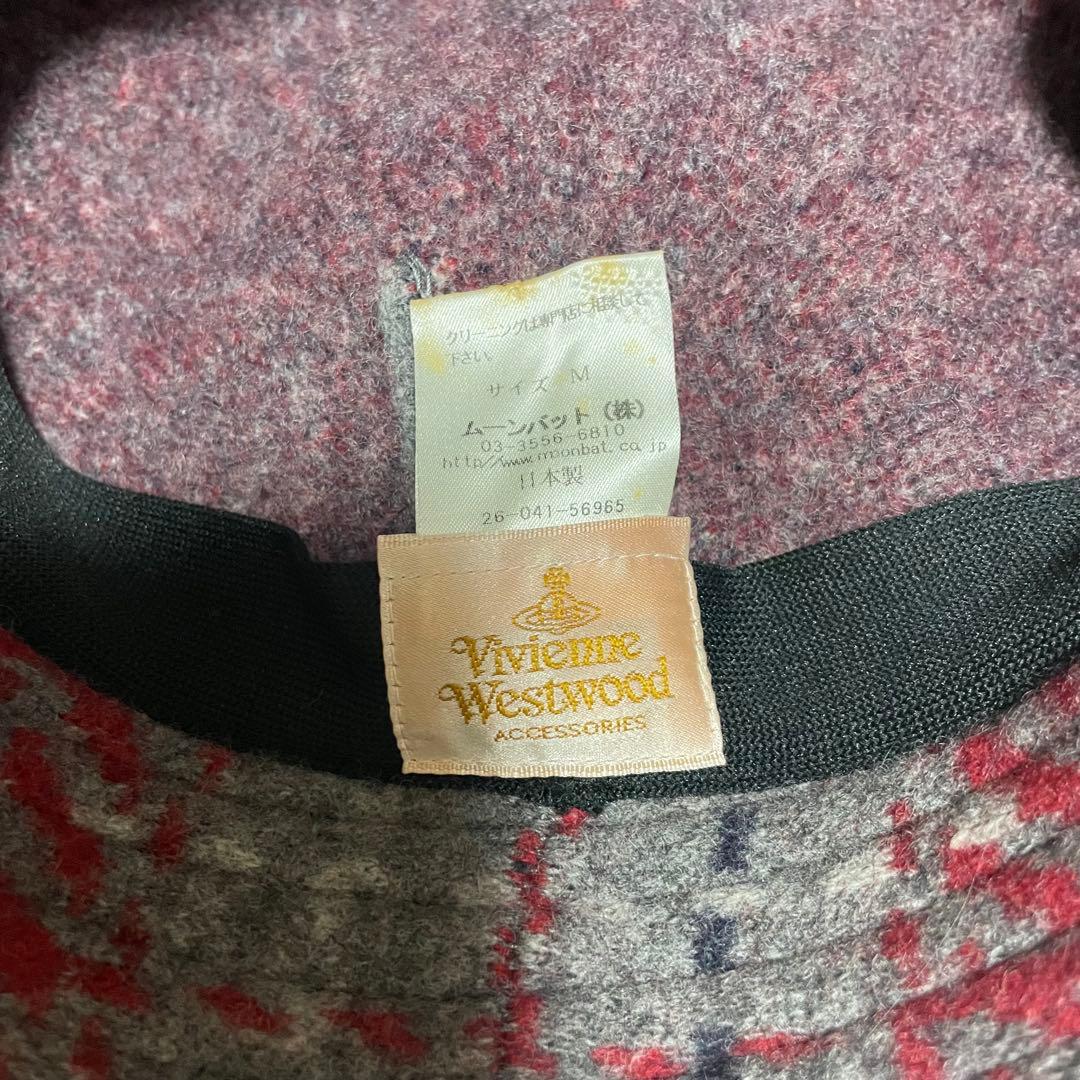 クリーニングは専門店に相談して
下さい。
サイズ M
ムーンバット（株）
03-3556-6810
http//www.moonbat.co.jp
日本製
26-041-56965
Vivienne
Westwood
ACCESSORIES